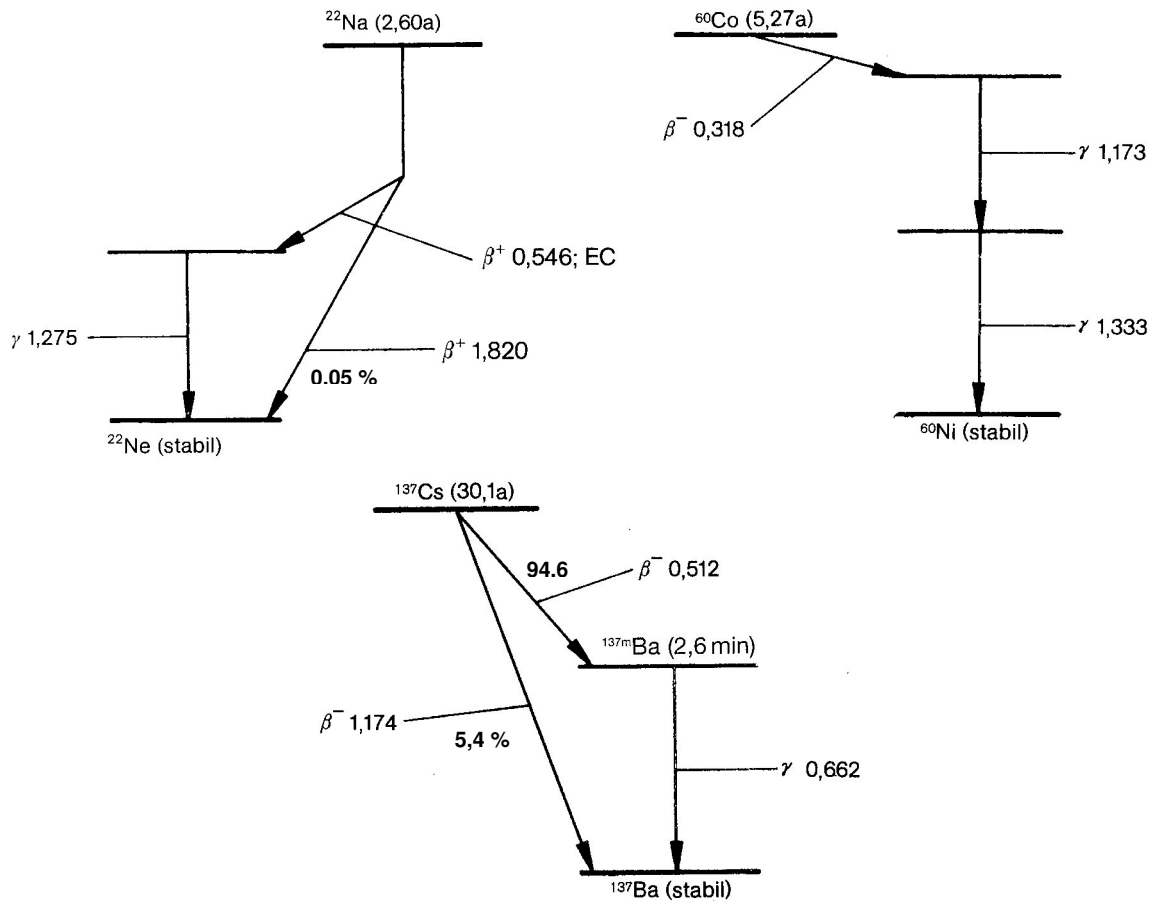 ²²Na (2,60a)
β⁺ 0,546; EC
γ 1,275
β⁺ 1,820
0.05 %
²²Ne (stabil)
⁶⁰Co (5,27a)
β⁻ 0,318
γ 1,173
γ 1,333
⁶⁰Ni (stabil)
¹³⁷Cs (30,1a)
94.6
β⁻ 0,512
¹³⁷ᵐBa (2,6 min)
β⁻ 1,174
5,4 %
γ 0,662
¹³⁷Ba (stabil)